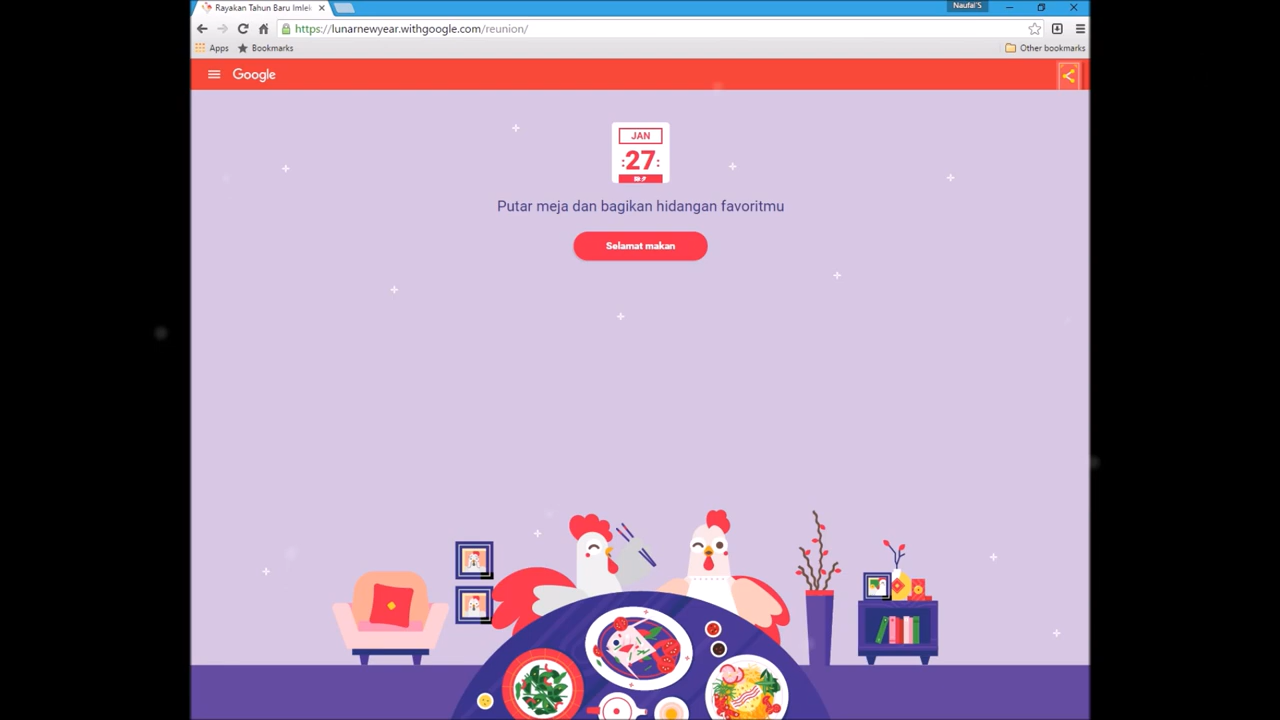 Rayakan Tahun Baru Imlek
Naufal'S
https://lunarnewyear.withgoogle.com/reunion/
Apps
Bookmarks
Other bookmarks
Google
JAN
27
Putar meja dan bagikan hidangan favoritmu
Selamat makan